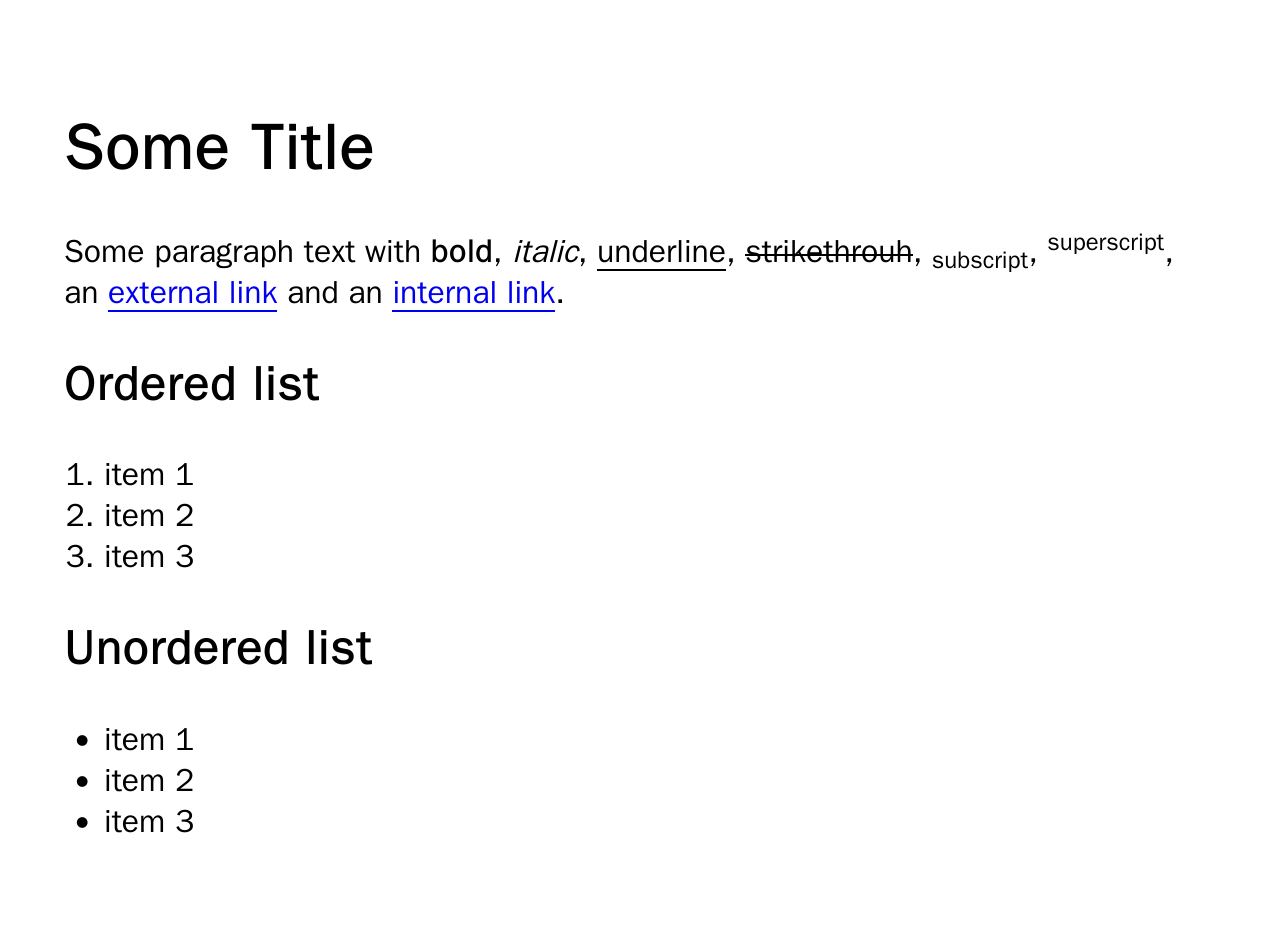 Some Title
Some paragraph text with bold, italic, underline, strikethrouh, subscript, superscript,
an external link and an internal link.
Ordered list
1. item 1
2. item 2
3. item 3
Unordered list
• item 1
• item 2
• item 3